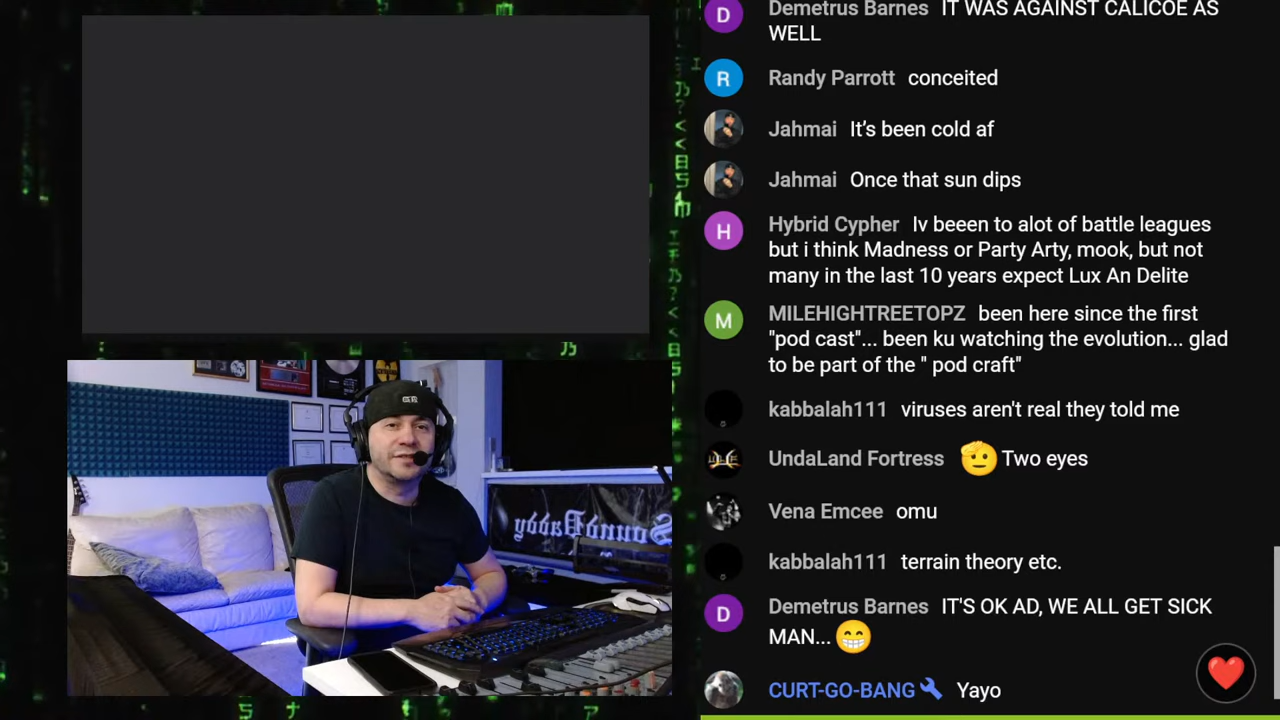 Demetrus Barnes IT WAS AGAINST CALICOE AS
WELL
R Randy Parrott conceited
Jahmai It’s been cold af
Jahmai Once that sun dips
H Hybrid Cypher Iv beeen to alot of battle leagues
but i think Madness or Party Arty, mook, but not
many in the last 10 years expect Lux An Delite
M MILEHIGHTREETOPZ been here since the first
"pod cast"... been ku watching the evolution... glad
to be part of the " pod craft"
kabbalah111 viruses aren't real they told me
UndaLand Fortress 🫡 Two eyes
Vena Emcee omu
kabbalah111 terrain theory etc.
D Demetrus Barnes IT'S OK AD, WE ALL GET SICK
MAN... 😁
CURT-GO-BANG 🔧 Yayo
D
SoundDaddy